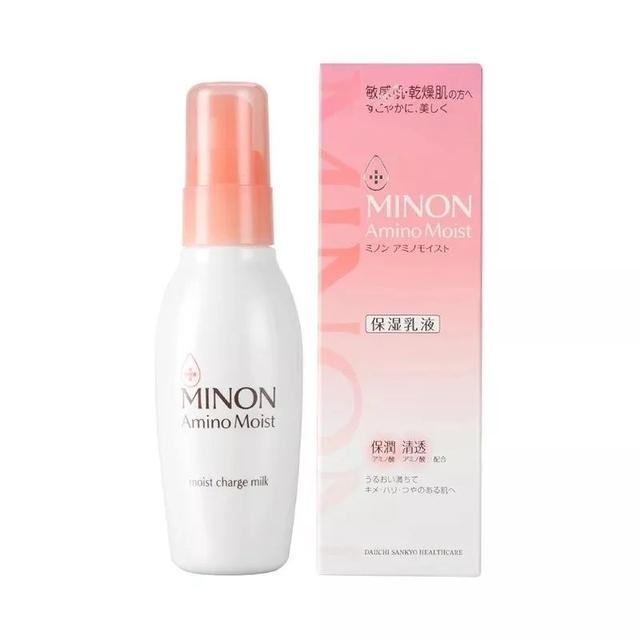 MINON
Amino Moist
moist charge milk
敏感肌・乾燥肌の方へ
すこやかに、美しく
MINON
MINON
Amino Moist
ミノン アミノモイスト
保湿乳液
保潤 清透
アミノ酸 アミノ酸 配合
うるおい満ちて
キメ・ハリ・つやのある肌へ
DAIICHI SANKYO HEALTHCARE